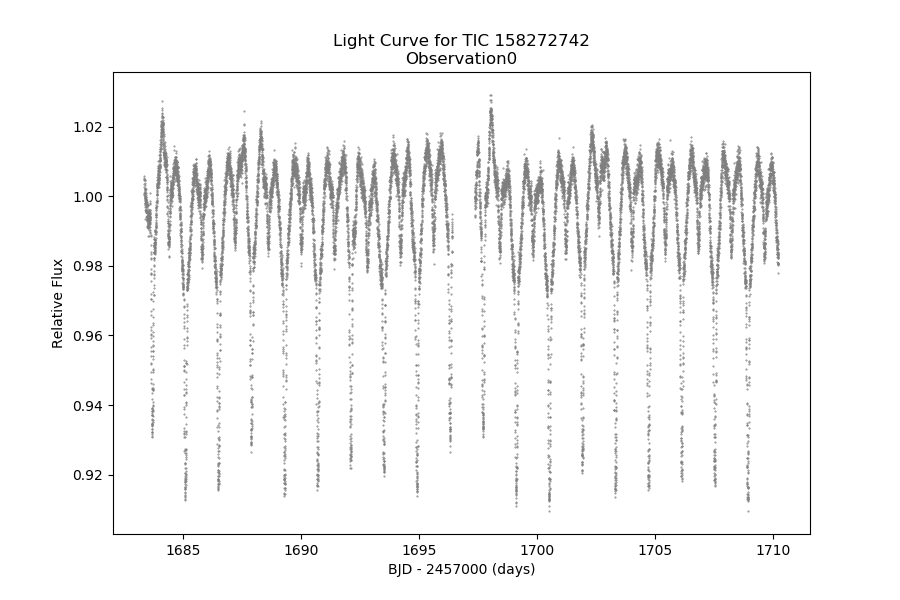 Light Curve for TIC 158272742
Observation0
1.02
1.00
0.98
0.96
0.94
0.92
Relative Flux
1685 1690 1695 1700 1705 1710
BJD - 2457000 (days)